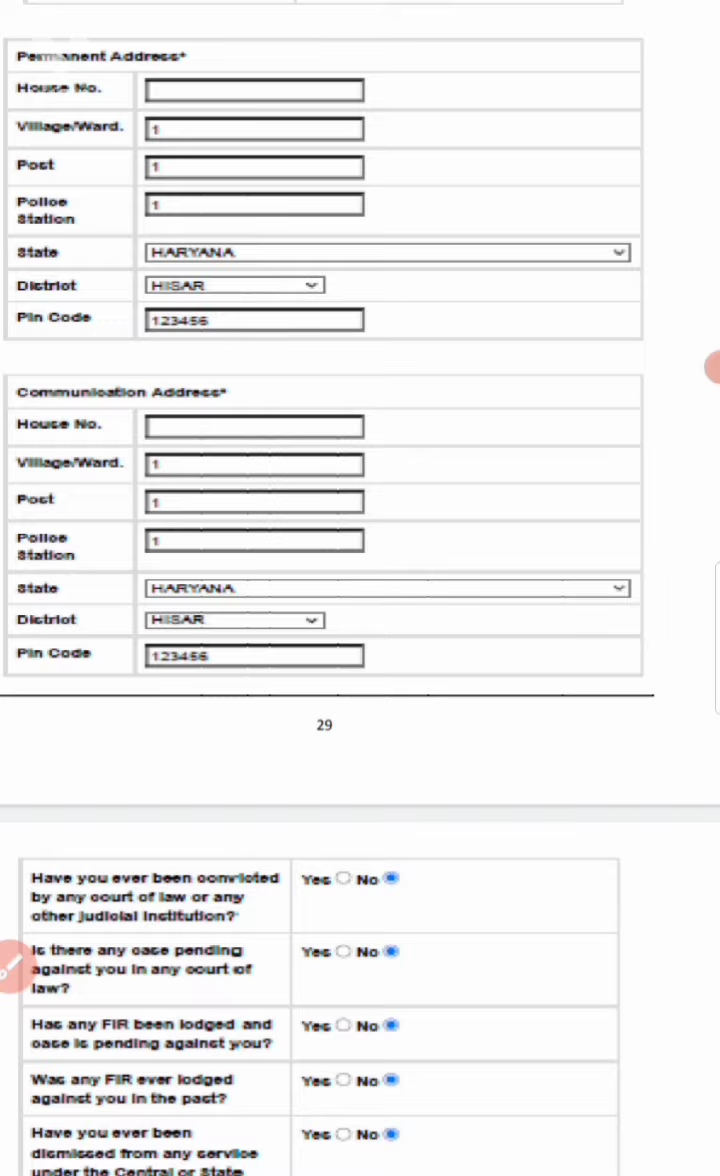 Permanent Address*
House No.
Village/Ward. 1
Post 1
Police
Station 1
State HARYANA
District HISAR
Pin Code 123456
Communication Address*
House No.
Village/Ward. 1
Post 1
Police
Station 1
State HARYANA
District HISAR
Pin Code 123456
29
Have you ever been convicted Yes No
by any court of law or any
other judicial institution?
Is there any case pending Yes No
against you in any court of
law?
Has any FIR been lodged and Yes No
case is pending against you?
Was any FIR ever lodged Yes No
against you in the past?
Have you ever been Yes No
dismissed from any service
under the Central or State